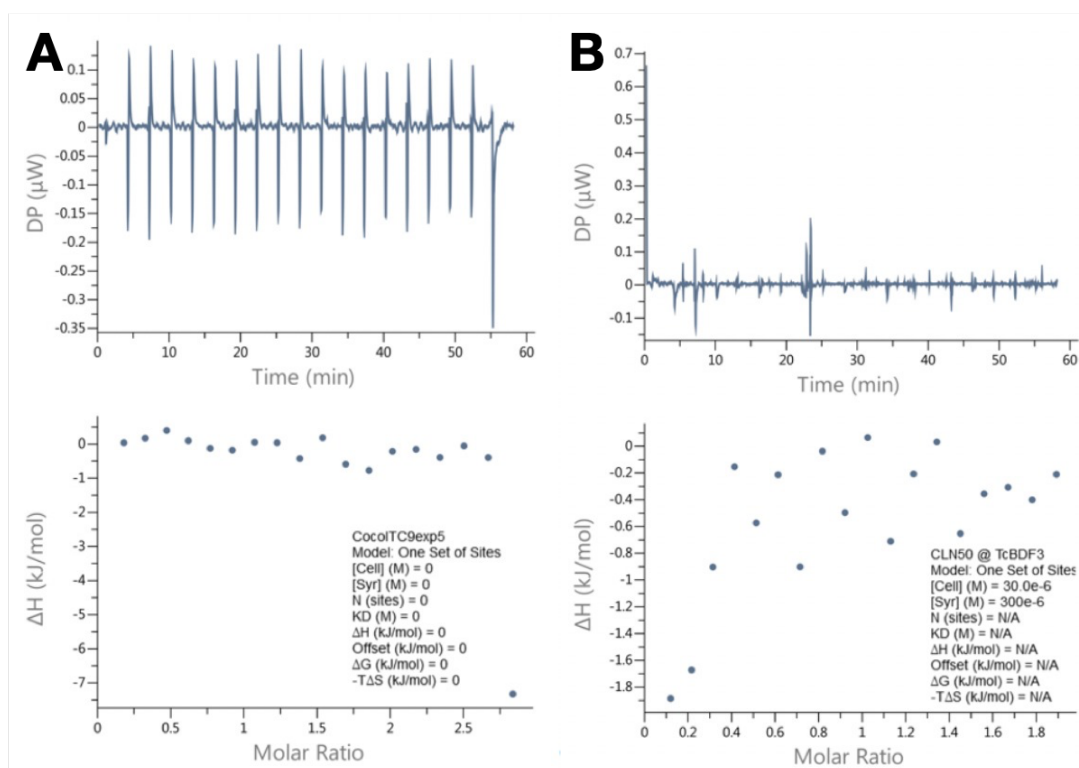 A
0.1
0.05
0
-0.05
-0.1
-0.15
-0.2
-0.25
-0.3
-0.35
DP (µW)
0 10 20 30 40 50 60
Time (min)
B
0.7
0.6
0.5
0.4
0.3
0.2
0.1
0
-0.1
DP (µW)
0 10 20 30 40 50 60
Time (min)
0
-1
-2
-3
-4
-5
-6
-7
ΔH (kJ/mol)
CocoITC9exp5
Model: One Set of Sites
[Cell] (M) = 0
[Syr] (M) = 0
N (sites) = 0
KD (M) = 0
ΔH (kJ/mol) = 0
Offset (kJ/mol) = 0
ΔG (kJ/mol) = 0
-TΔS (kJ/mol) = 0
0 0.5 1 1.5 2 2.5
Molar Ratio
0
-0.2
-0.4
-0.6
-0.8
-1
-1.2
-1.4
-1.6
-1.8
ΔH (kJ/mol)
CLN50 @ TcBDF3
Model: One Set of Sites
[Cell] (M) = 30.0e-6
[Syr] (M) = 300e-6
N (sites) = N/A
KD (M) = N/A
ΔH (kJ/mol) = N/A
Offset (kJ/mol) = N/A
ΔG (kJ/mol) = N/A
-TΔS (kJ/mol) = N/A
0 0.2 0.4 0.6 0.8 1 1.2 1.4 1.6 1.8
Molar Ratio